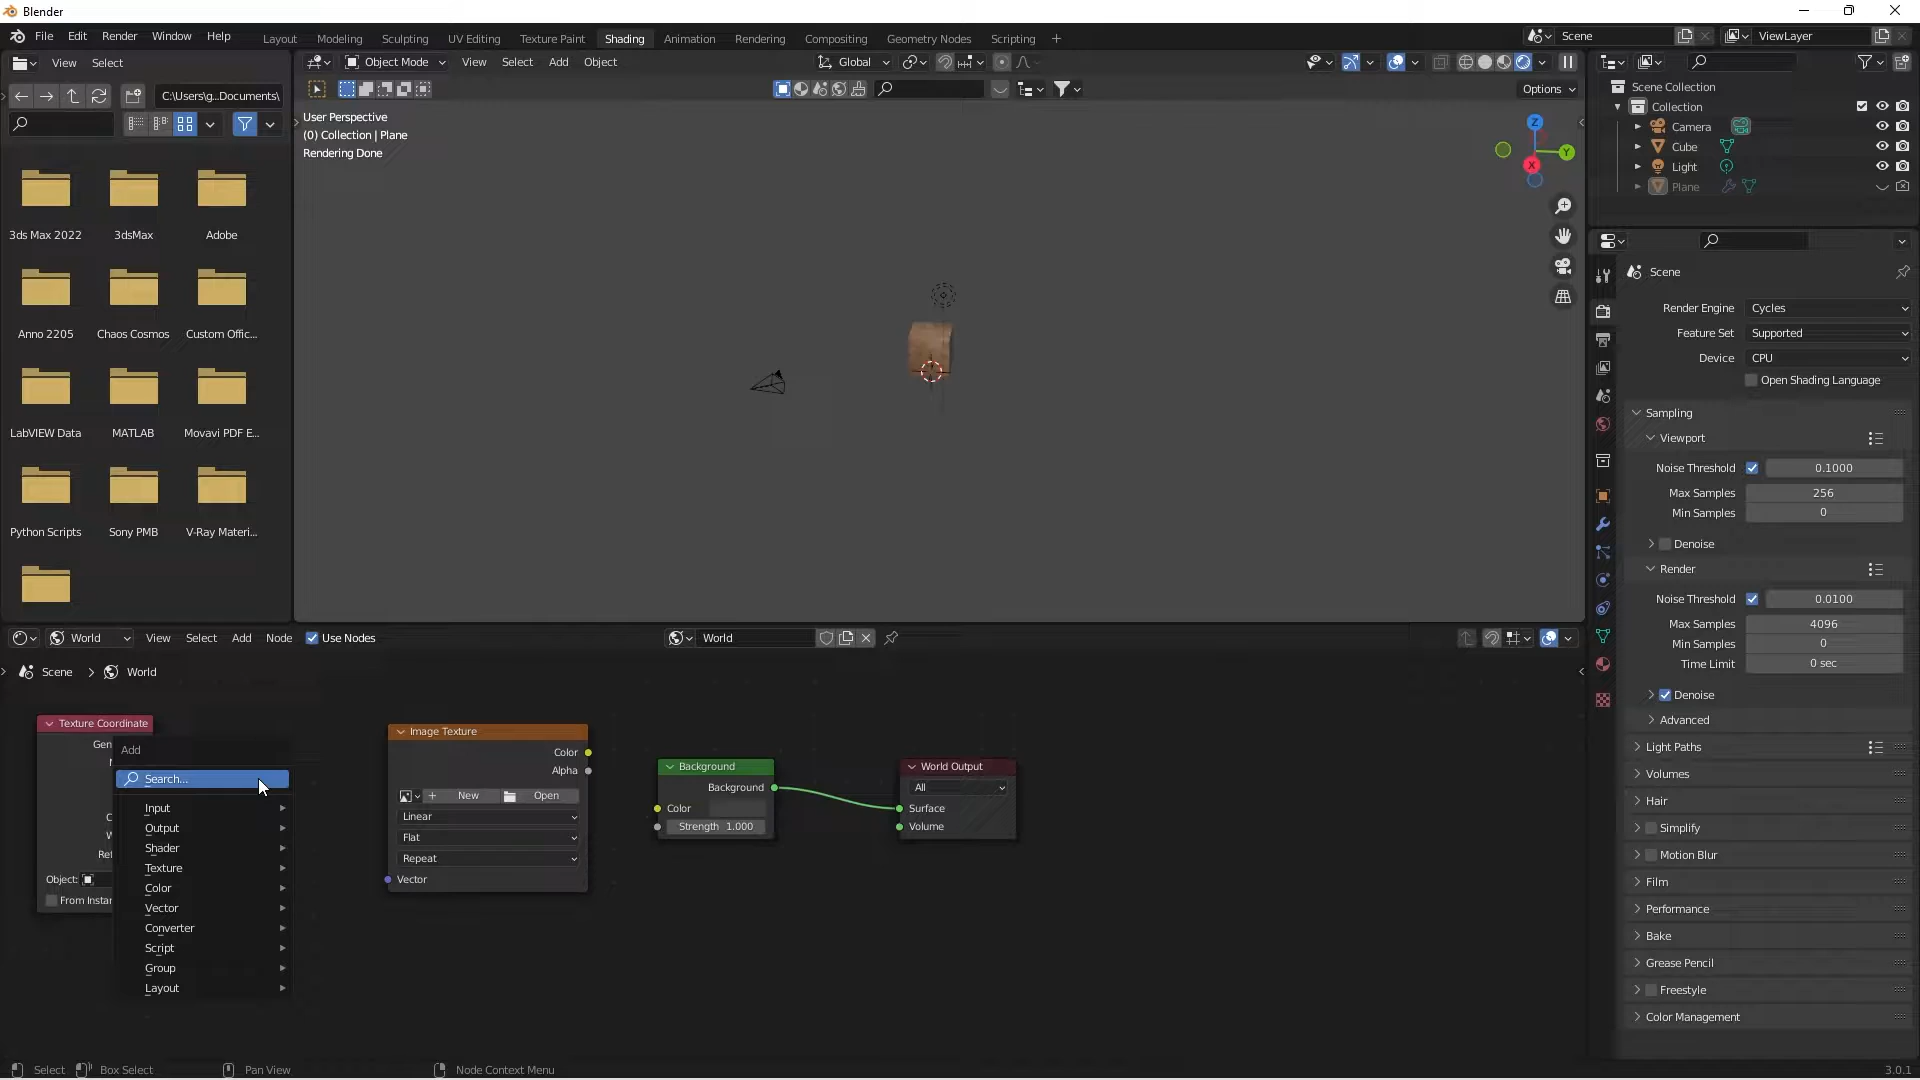 Blender
File Edit Render Window Help
Layout Modeling Sculpting UV Editing Texture Paint Shading Animation Rendering Compositing Geometry Nodes Scripting +
Scene
ViewLayer
View Select
Object Mode
View Select Add Object
Global
Options
C:\Users\g...Documents\
3ds Max 2022
3dsMax
Adobe
Anno 2205
Chaos Cosmos
Custom Offic...
LabVIEW Data
MATLAB
Movavi PDF E...
Python Scripts
Sony PMB
V-Ray Materi...
User Perspective
(0) Collection | Plane
Rendering Done
Z
Y
X
Scene Collection
Collection
Camera
Cube
Light
Plane
Scene
Render Engine Cycles
Feature Set Supported
Device CPU
Open Shading Language
Sampling
Viewport
Noise Threshold 0.1000
Max Samples 256
Min Samples 0
Denoise
Render
Noise Threshold 0.0100
Max Samples 4096
Min Samples 0
Time Limit 0 sec
Denoise
Advanced
Light Paths
Volumes
Hair
Simplify
Motion Blur
Film
Performance
Bake
Grease Pencil
Freestyle
Color Management
World
View Select Add Node Use Nodes
World
Scene > World
Texture Coordinate
Gen
Ref
Object:
From Instan
Add
Search...
Input
Output
Shader
Texture
Color
Vector
Converter
Script
Group
Layout
Image Texture
Color
Alpha
New
Open
Linear
Flat
Repeat
Vector
Background
Background
Color
Strength 1.000
World Output
All
Surface
Volume
Select Box Select Pan View Node Context Menu
3.0.1